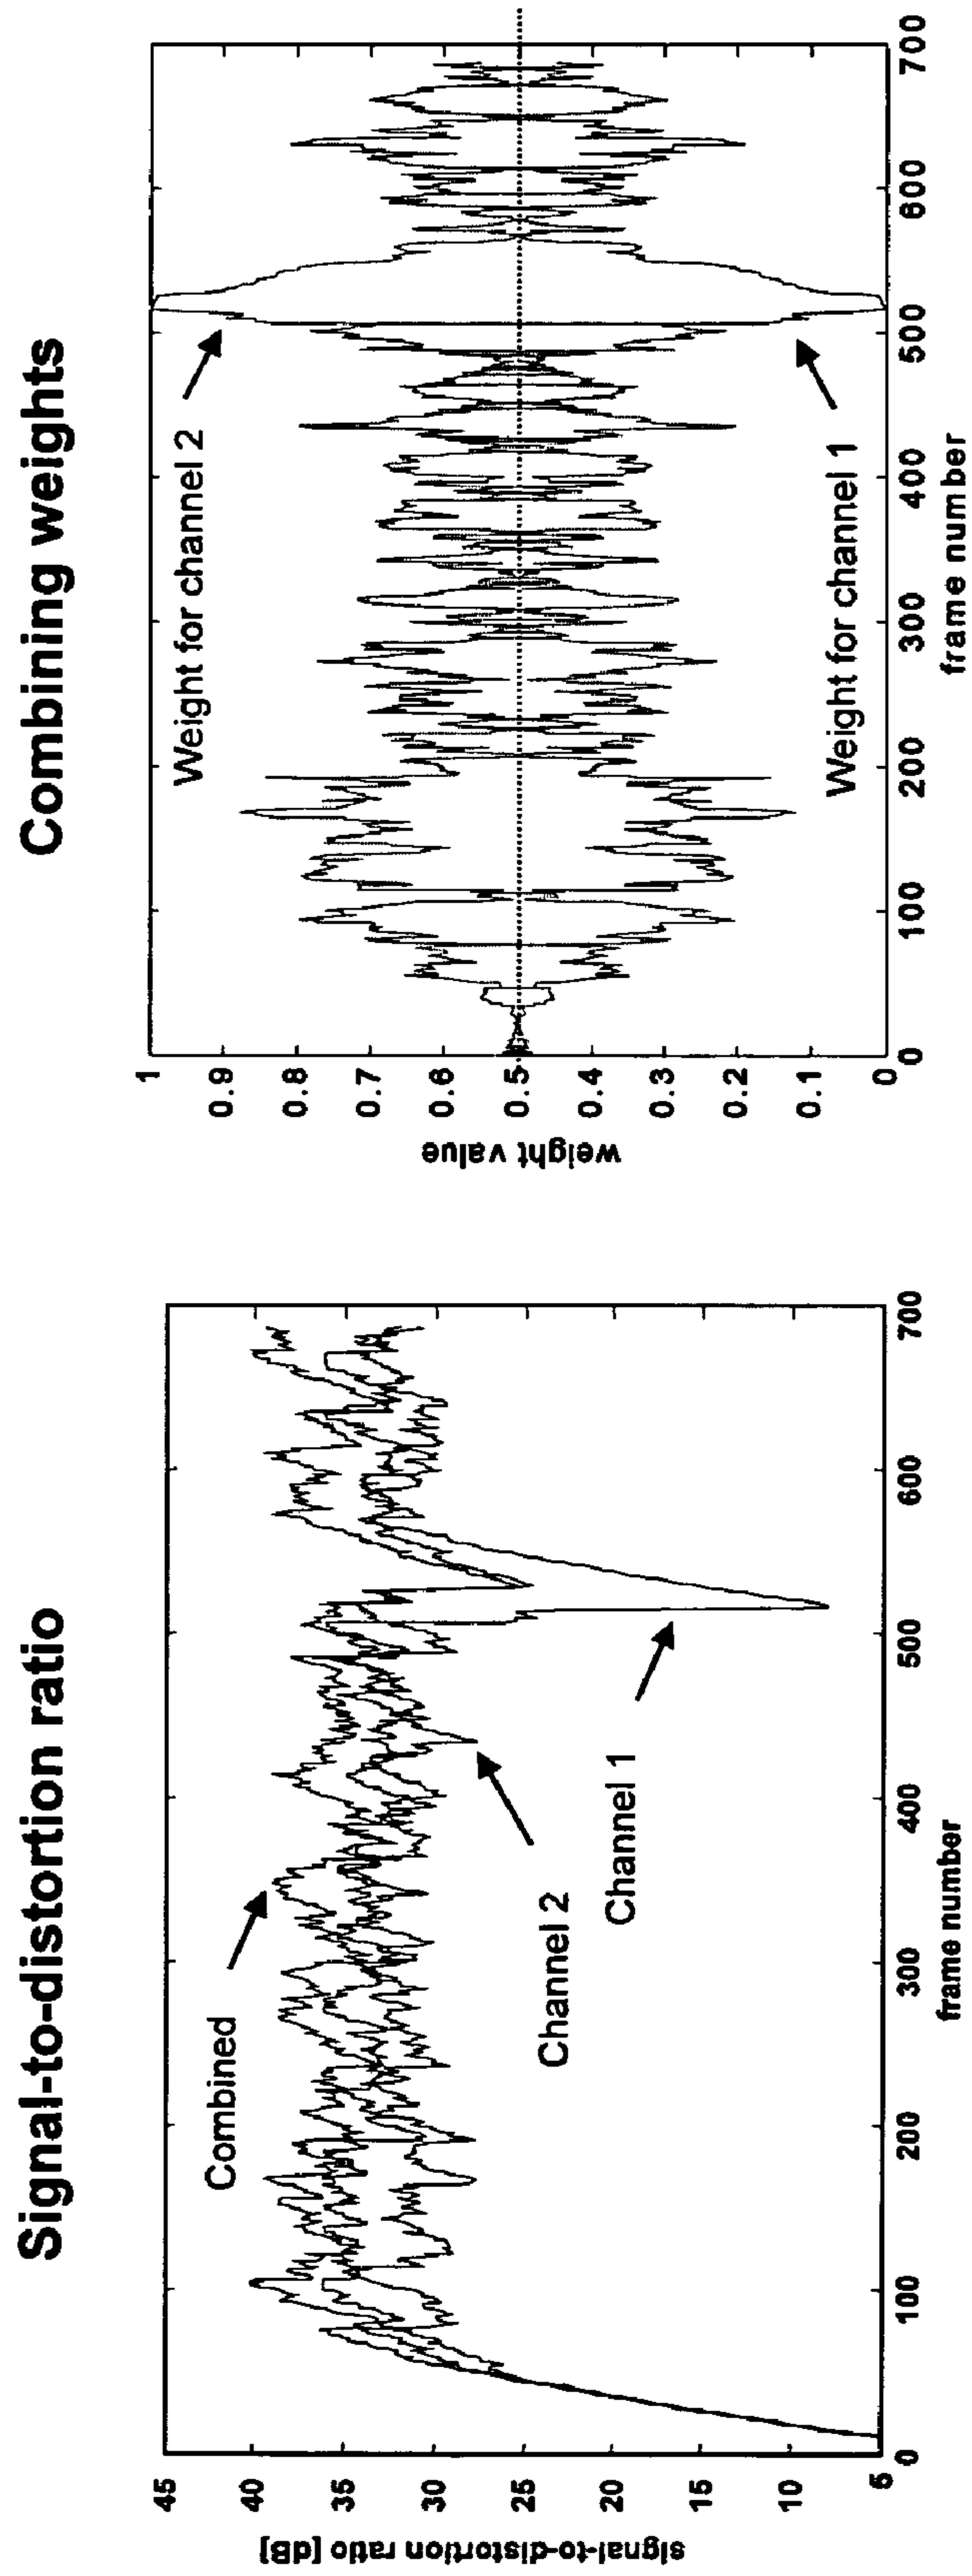 Signal-to-distortion ratio
signal-to-distortion ratio [dB]
45
40
35
30
25
20
15
10
5
Combined
Channel 2
Channel 1
0 100 200 300 400 500 600 700
frame number
Combining weights
weight value
1
0.9
0.8
0.7
0.6
0.5
0.4
0.3
0.2
0.1
0
Weight for channel 2
Weight for channel 1
0 100 200 300 400 500 600 700
frame number